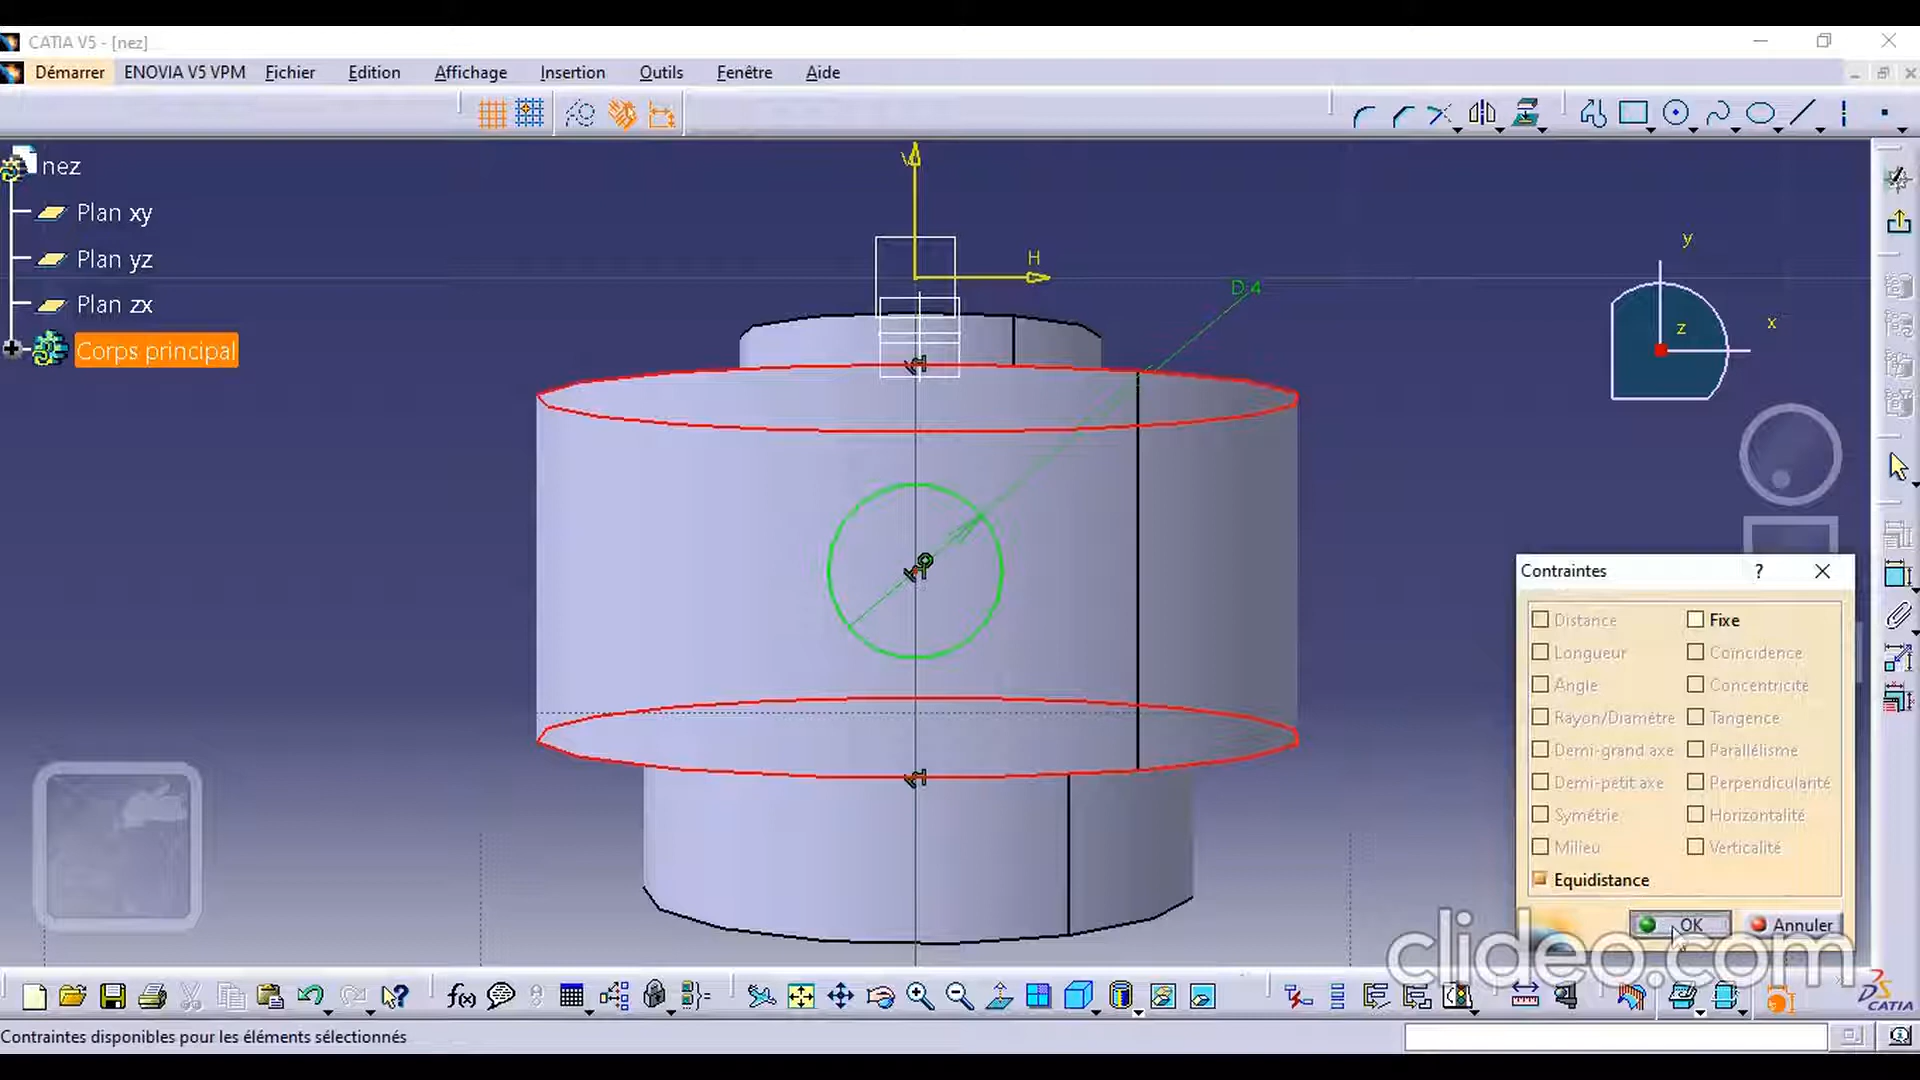 CATIA V5 - [nez]
Démarrer ENOVIA V5 VPM Fichier Edition Affichage Insertion Outils Fenêtre Aide
nez
Plan xy
Plan yz
Plan zx
Corps principal
V
H
D 4
y
x
z
Contraintes ?
Distance Fixe
Longueur Coïncidence
Angle Concentricité
Rayon/Diamétre Tangence
Demi-grand axe Parallélisme
Demi-petit axe Perpendicularité
Symétrie Horizontalité
Milieu Verticalité
Equidistance
OK Annuler
clideo.com
f(x)
CATIA
Contraintes disponibles pour les éléments sélectionnés